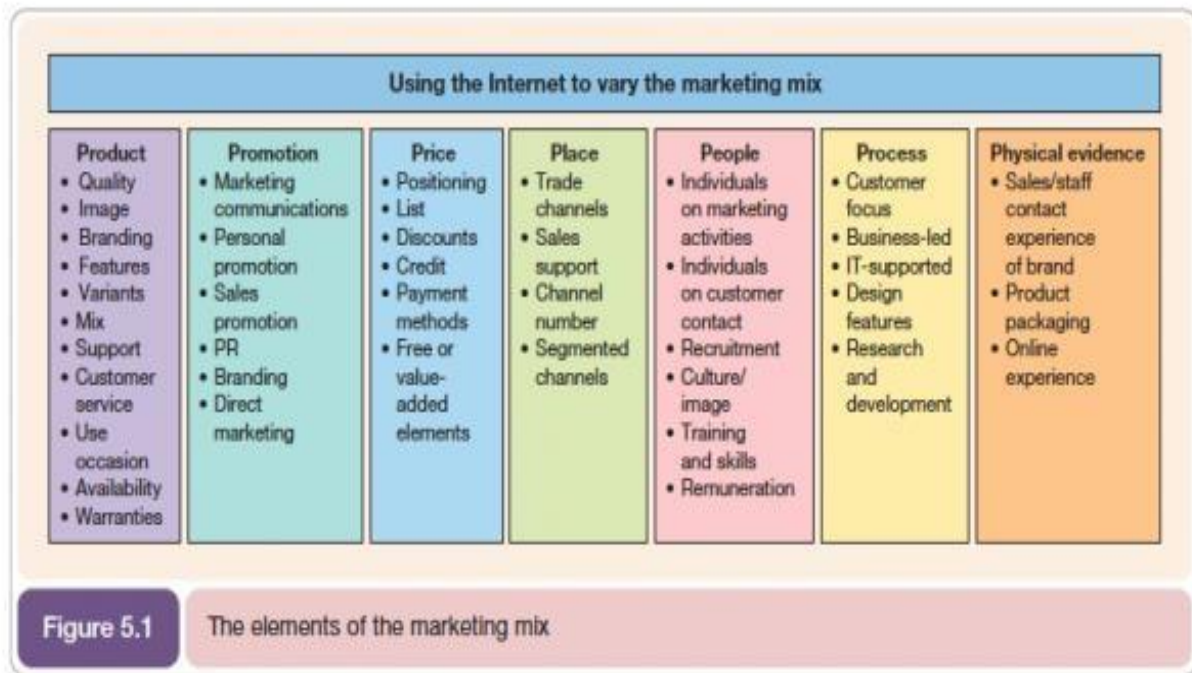 Using the Internet to vary the marketing mix
Product
• Quality
• Image
• Branding
• Features
• Variants
• Mix
• Support
• Customer
service
• Use
occasion
• Availability
• Warranties
Promotion
• Marketing
communications
• Personal
promotion
• Sales
promotion
• PR
• Branding
• Direct
marketing
Price
• Positioning
• List
• Discounts
• Credit
• Payment
methods
• Free or
value-
added
elements
Place
• Trade
channels
• Sales
support
• Channel
number
• Segmented
channels
People
• Individuals
on marketing
activities
• Individuals
on customer
contact
• Recruitment
• Culture/
image
• Training
and skills
• Remuneration
Process
• Customer
focus
• Business-led
• IT-supported
• Design
features
• Research
and
development
Physical evidence
• Sales/staff
contact
experience
of brand
• Product
packaging
• Online
experience
Figure 5.1
The elements of the marketing mix